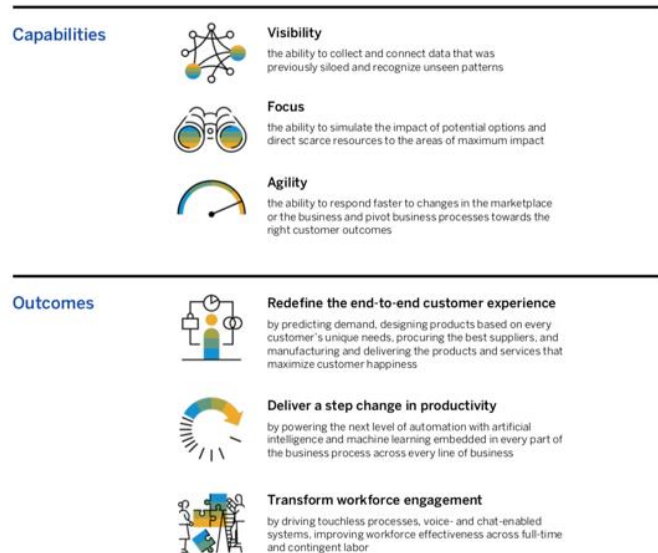 Capabilities
Visibility
the ability to collect and connect data that was
previously siloed and recognize unseen patterns
Focus
the ability to simulate the impact of potential options and
direct scarce resources to the areas of maximum impact
Agility
the ability to respond faster to changes in the marketplace
or the business and pivot business processes towards the
right customer outcomes
Outcomes
Redefine the end-to-end customer experience
by predicting demand, designing products based on every
customer's unique needs, procuring the best suppliers, and
manufacturing and delivering the products and services that
maximize customer happiness
Deliver a step change in productivity
by powering the next level of automation with artificial
intelligence and machine learning embedded in every part of
the business process across every line of business
Transform workforce engagement
by driving touchless processes, voice- and chat-enabled
systems, improving workforce effectiveness across full-time
and contingent labor